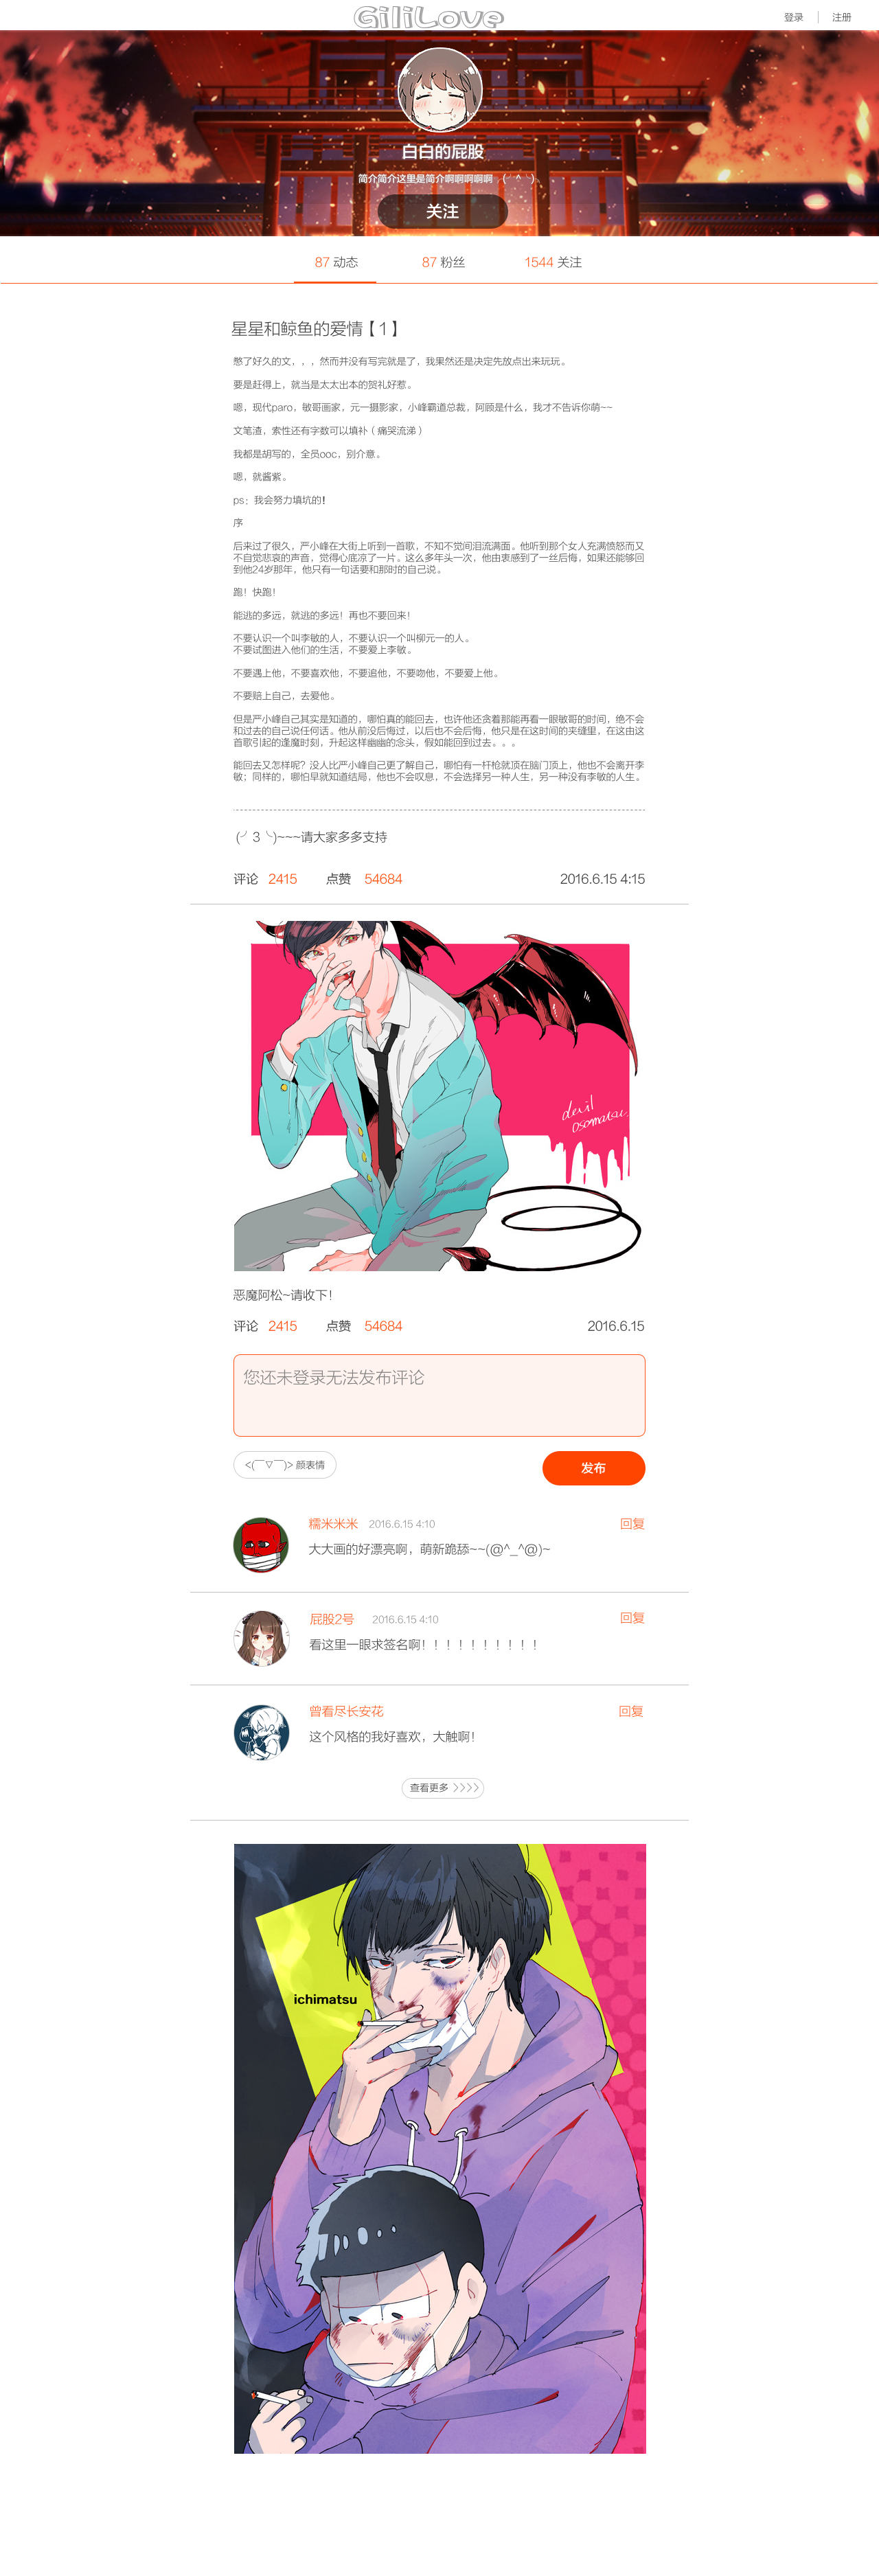 GiliLove
登录
注册
白白的屁股
简介简介这里是简介啊啊啊啊啊 (╯^╰)
关注
87 动态
87 粉丝
1544 关注
星星和鲸鱼的爱情【1】
憋了好久的文，，，然而并没有写完就是了，我果然还是决定先放点出来玩玩。
要是赶得上，就当是太太出本的贺礼好惹。
嗯，现代paro，敏哥画家，元一摄影家，小峰霸道总裁，阿顾是什么，我才不告诉你萌~~
文笔渣，索性还有字数可以填补（痛哭流涕）
我都是胡写的，全员ooc，别介意。
嗯，就酱紫。
ps：我会努力填坑的!
序
后来过了很久，严小峰在大街上听到一首歌，不知不觉间泪流满面。他听到那个女人充满愤怒而又
不自觉悲哀的声音，觉得心底凉了一片。这么多年头一次，他由衷感到了一丝后悔，如果还能够回
到他24岁那年，他只有一句话要和那时的自己说。
跑！快跑！
能逃的多远，就逃的多远！再也不要回来！
不要认识一个叫李敏的人，不要认识一个叫柳元一的人。
不要试图进入他们的生活，不要爱上李敏。
不要遇上他，不要喜欢他，不要追他，不要吻他，不要爱上他。
不要赔上自己，去爱他。
但是严小峰自己其实是知道的，哪怕真的能回去，也许他还贪着那能再看一眼敏哥的时间，绝不会
和过去的自己说任何话。他从前没后悔过，以后也不会后悔，他只是在这时间的夹缝里，在这由这
首歌引起的逢魔时刻，升起这样幽幽的念头，假如能回到过去。。。
能回去又怎样呢？没人比严小峰自己更了解自己，哪怕有一杆枪就顶在脑门顶上，他也不会离开李
敏；同样的，哪怕早就知道结局，他也不会叹息，不会选择另一种人生，另一种没有李敏的人生。
(╯3╰)~~~请大家多多支持
评论 2415 点赞 54684 2016.6.15 4:15
devil
osomatsu.
恶魔阿松~请收下！
评论 2415 点赞 54684 2016.6.15
您还未登录无法发布评论
<(￣▽￣)> 颜表情
发布
糯米米米 2016.6.15 4:10 回复
大大画的好漂亮啊，萌新跪舔~~(@^_^@)~
屁股2号 2016.6.15 4:10 回复
看这里一眼求签名啊！！！！！！！！！！
曾看尽长安花 回复
这个风格的我好喜欢，大触啊！
查看更多 >>>>
ichimatsu